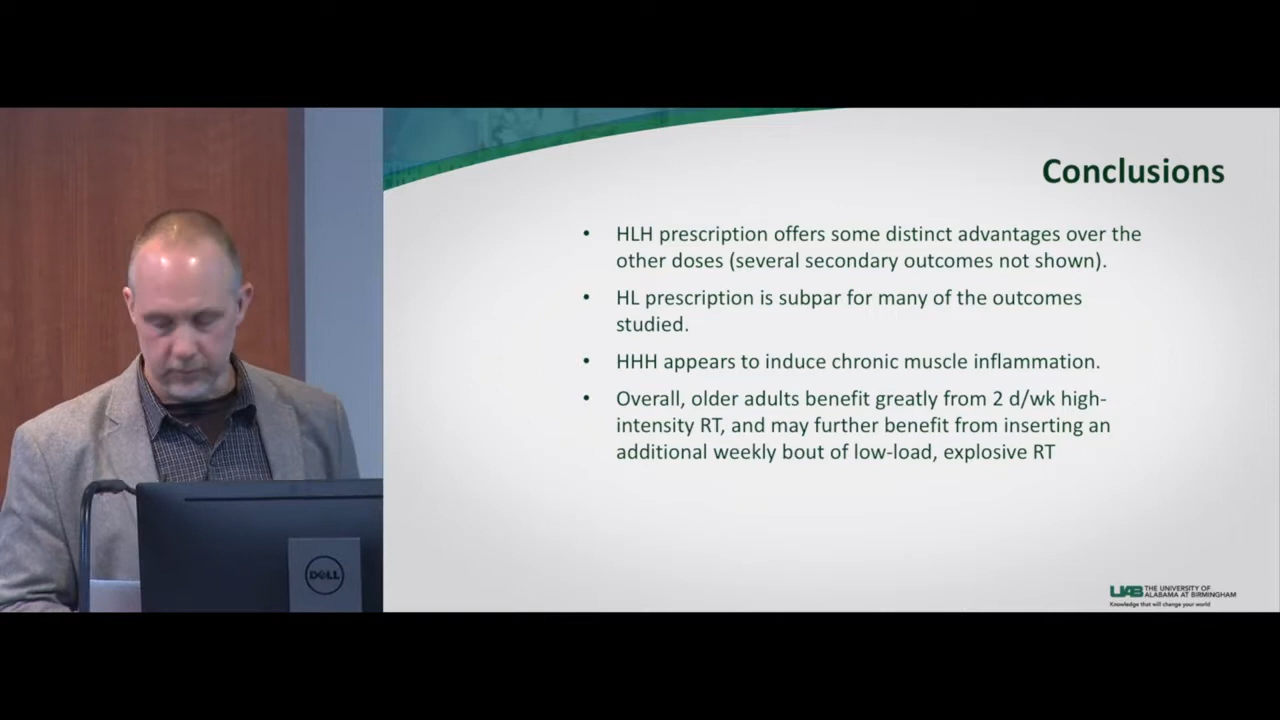 Conclusions
• HLH prescription offers some distinct advantages over the
other doses (several secondary outcomes not shown).
• HL prescription is subpar for many of the outcomes
studied.
• HHH appears to induce chronic muscle inflammation.
• Overall, older adults benefit greatly from 2 d/wk high-
intensity RT, and may further benefit from inserting an
additional weekly bout of low-load, explosive RT
DELL
UAB THE UNIVERSITY OF
ALABAMA AT BIRMINGHAM
Knowledge that will change your world